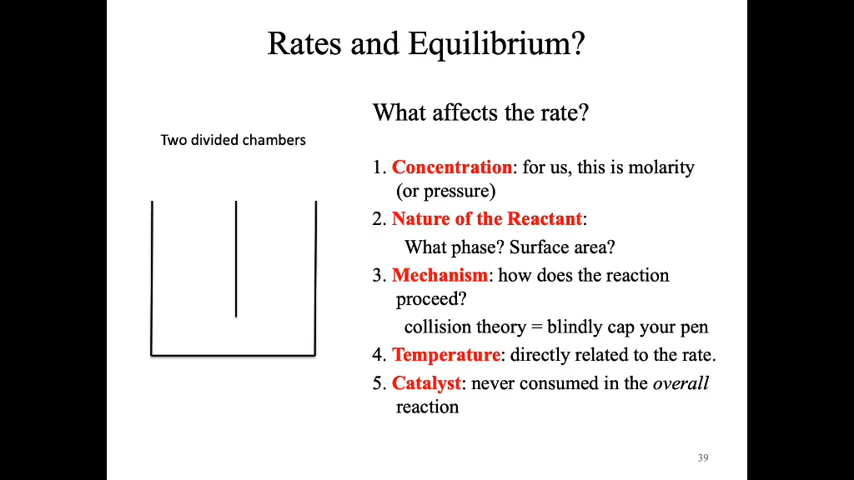 Rates and Equilibrium?
Two divided chambers
What affects the rate?
1. Concentration: for us, this is molarity
(or pressure)
2. Nature of the Reactant:
What phase? Surface area?
3. Mechanism: how does the reaction
proceed?
collision theory = blindly cap your pen
4. Temperature: directly related to the rate.
5. Catalyst: never consumed in the overall
reaction
39